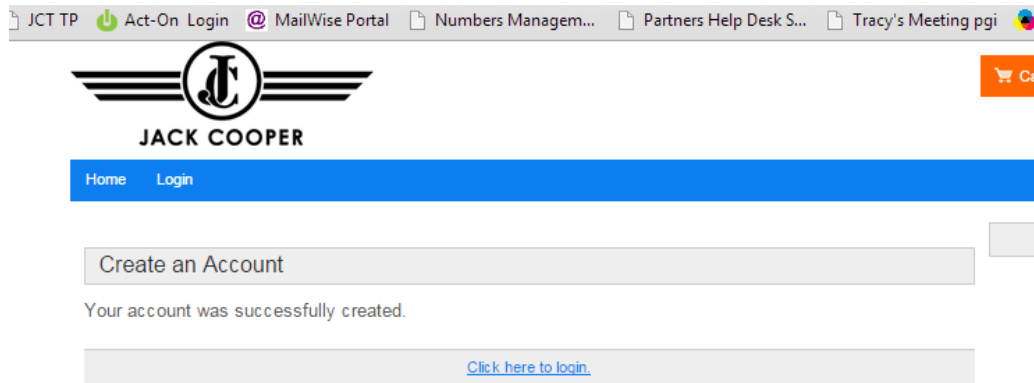 JCT TP Act-On Login @ MailWise Portal Numbers Managem... Partners Help Desk S... Tracy's Meeting pgi
JC
JACK COOPER
Ca
Home Login
Create an Account
Your account was successfully created.
Click here to login.